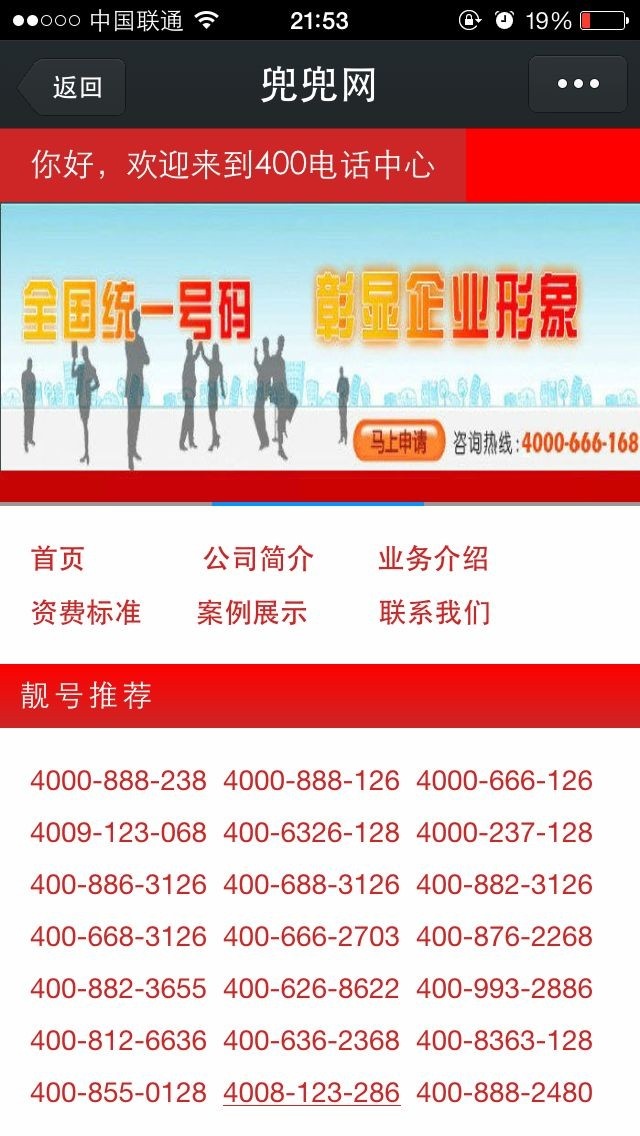 中国联通 21:53 19%
返回 兜兜网
你好，欢迎来到400电话中心
全国统一号码 彰显企业形象
马上申请 咨询热线:4000-666-168
首页 公司简介 业务介绍
资费标准 案例展示 联系我们
靓号推荐
4000-888-238 4000-888-126 4000-666-126
4009-123-068 400-6326-128 4000-237-128
400-886-3126 400-688-3126 400-882-3126
400-668-3126 400-666-2703 400-876-2268
400-882-3655 400-626-8622 400-993-2886
400-812-6636 400-636-2368 400-8363-128
400-855-0128 4008-123-286 400-888-2480